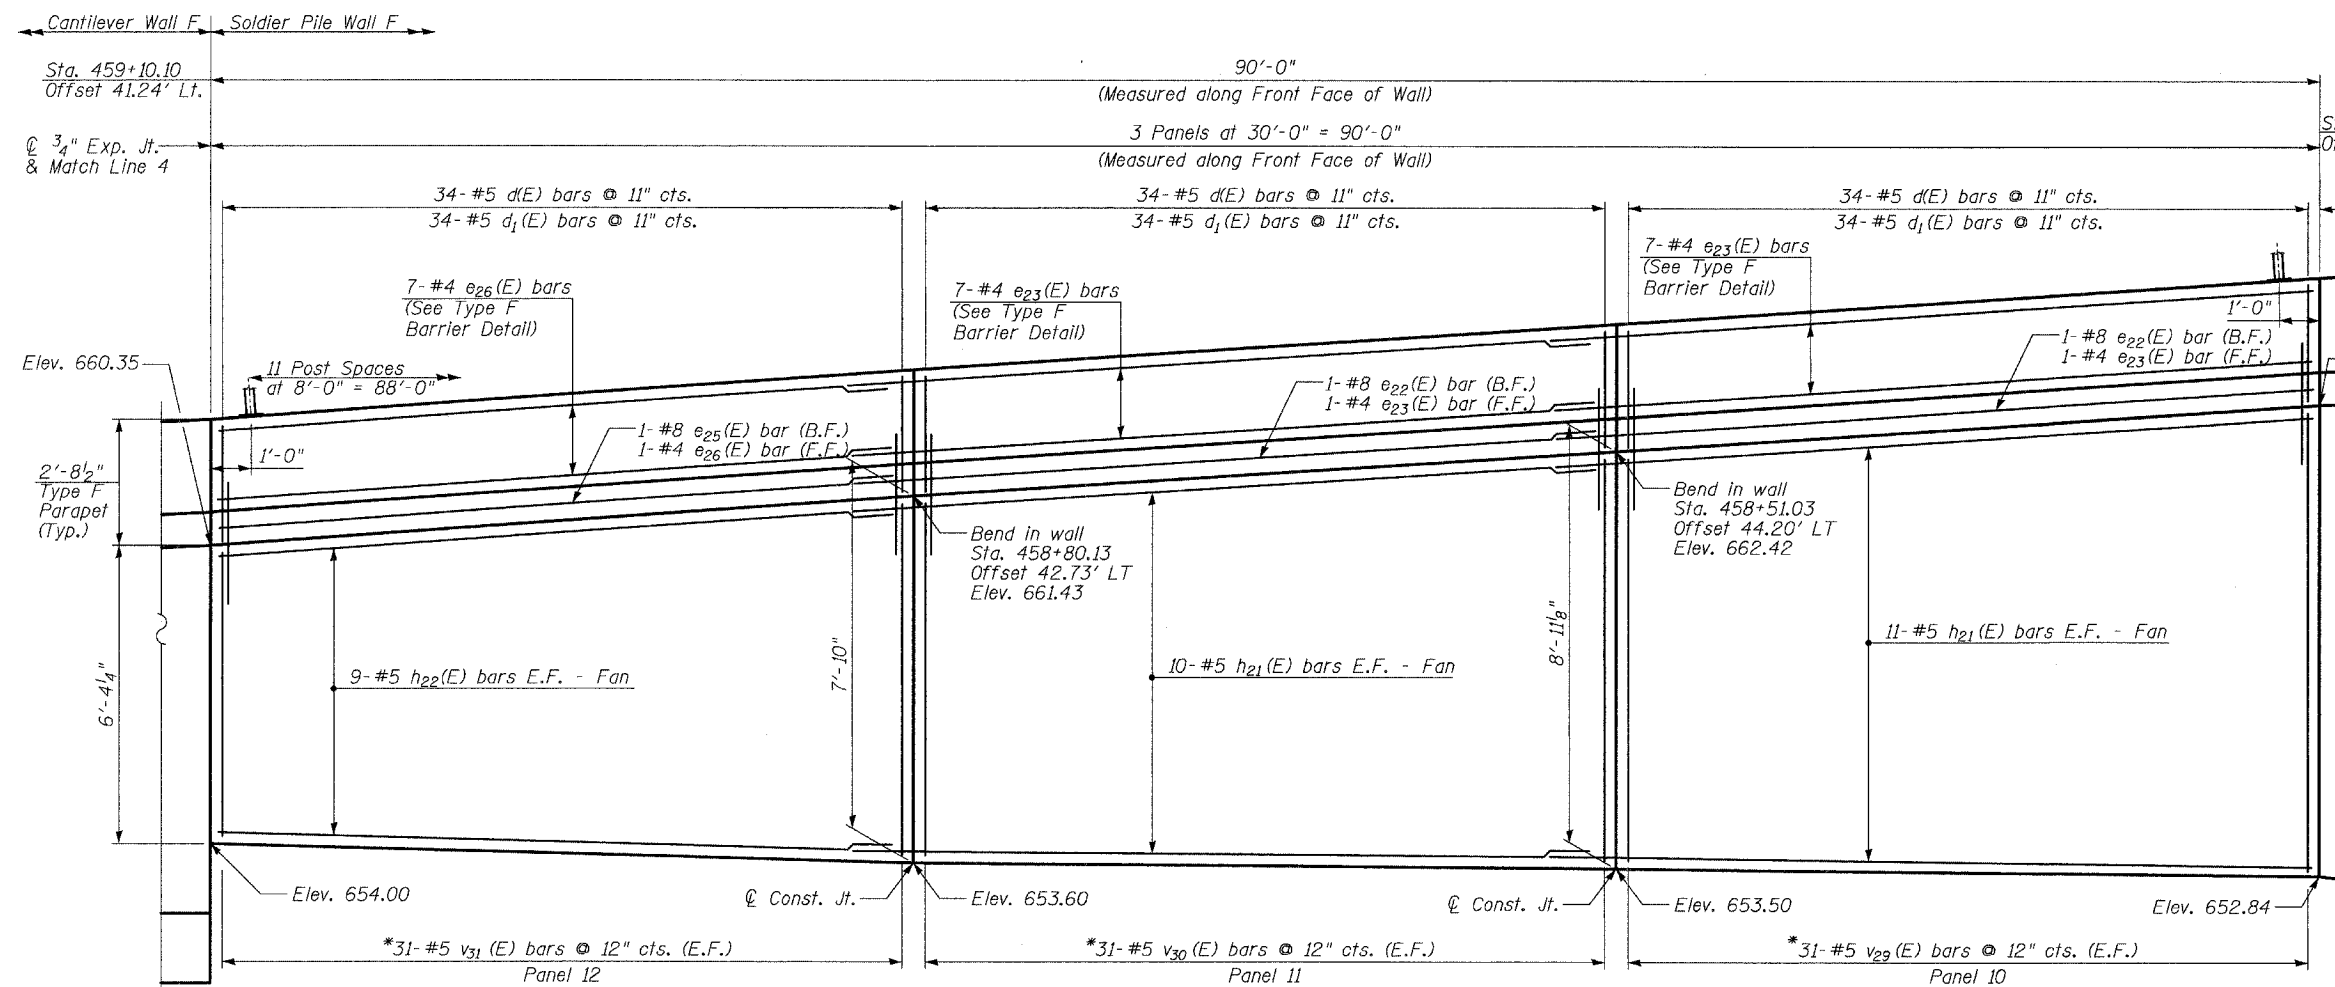 Cantilever Wall F
Soldier Pile Wall F
Sta. 459+10.10
Offset 41.24' Lt.
90'-0"
(Measured along Front Face of Wall)
℄ 3/4" Exp. Jt.
& Match Line 4
3 Panels at 30'-0" = 90'-0"
(Measured along Front Face of Wall)
34-#5 d(E) bars @ 11" cts.
34-#5 d1(E) bars @ 11" cts.
34-#5 d(E) bars @ 11" cts.
34-#5 d1(E) bars @ 11" cts.
34-#5 d(E) bars @ 11" cts.
34-#5 d1(E) bars @ 11" cts.
7-#4 e26(E) bars
(See Type F
Barrier Detail)
7-#4 e23(E) bars
(See Type F
Barrier Detail)
7-#4 e23(E) bars
(See Type F
Barrier Detail)
1'-0"
Elev. 660.35
11 Post Spaces
at 8'-0" = 88'-0"
1'-0"
1-#8 e25(E) bar (B.F.)
1-#4 e26(E) bar (F.F.)
1-#8 e22(E) bar (B.F.)
1-#4 e23(E) bar (F.F.)
1-#8 e22(E) bar (B.F.)
1-#4 e23(E) bar (F.F.)
2'-8 1/2"
Type F
Parapet
(Typ.)
Bend in wall
Sta. 458+80.13
Offset 42.73' LT
Elev. 661.43
Bend in wall
Sta. 458+51.03
Offset 44.20' LT
Elev. 662.42
6'-4 1/4"
9-#5 h22(E) bars E.F. - Fan
7'-10"
10-#5 h21(E) bars E.F. - Fan
8'-11 1/8"
11-#5 h21(E) bars E.F. - Fan
Elev. 654.00
℄ Const. Jt.
Elev. 653.60
℄ Const. Jt.
Elev. 653.50
Elev. 652.84
*31-#5 v31(E) bars @ 12" cts. (E.F.)
Panel 12
*31-#5 v30(E) bars @ 12" cts. (E.F.)
Panel 11
*31-#5 v29(E) bars @ 12" cts. (E.F.)
Panel 10